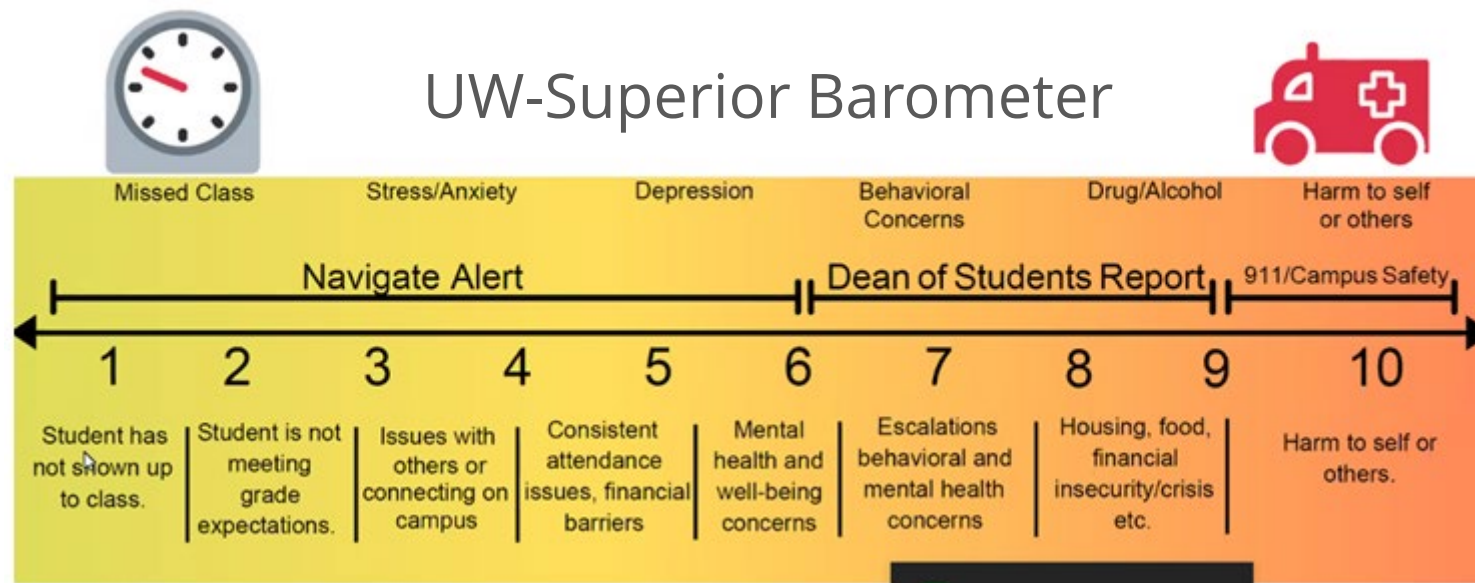 UW-Superior Barometer
Missed Class
Stress/Anxiety
Depression
Behavioral
Concerns
Drug/Alcohol
Harm to self
or others
Navigate Alert
Dean of Students Report
911/Campus Safety
1 2 3 4 5 6 7 8 9 10
Student has
not shown up
to class.
Student is not
meeting
grade
expectations.
Issues with
others or
connecting on
campus
Consistent
attendance
issues, financial
barriers
Mental
health and
well-being
concerns
Escalations
behavioral and
mental health
concerns
Housing, food,
financial
insecurity/crisis
etc.
Harm to self or
others.